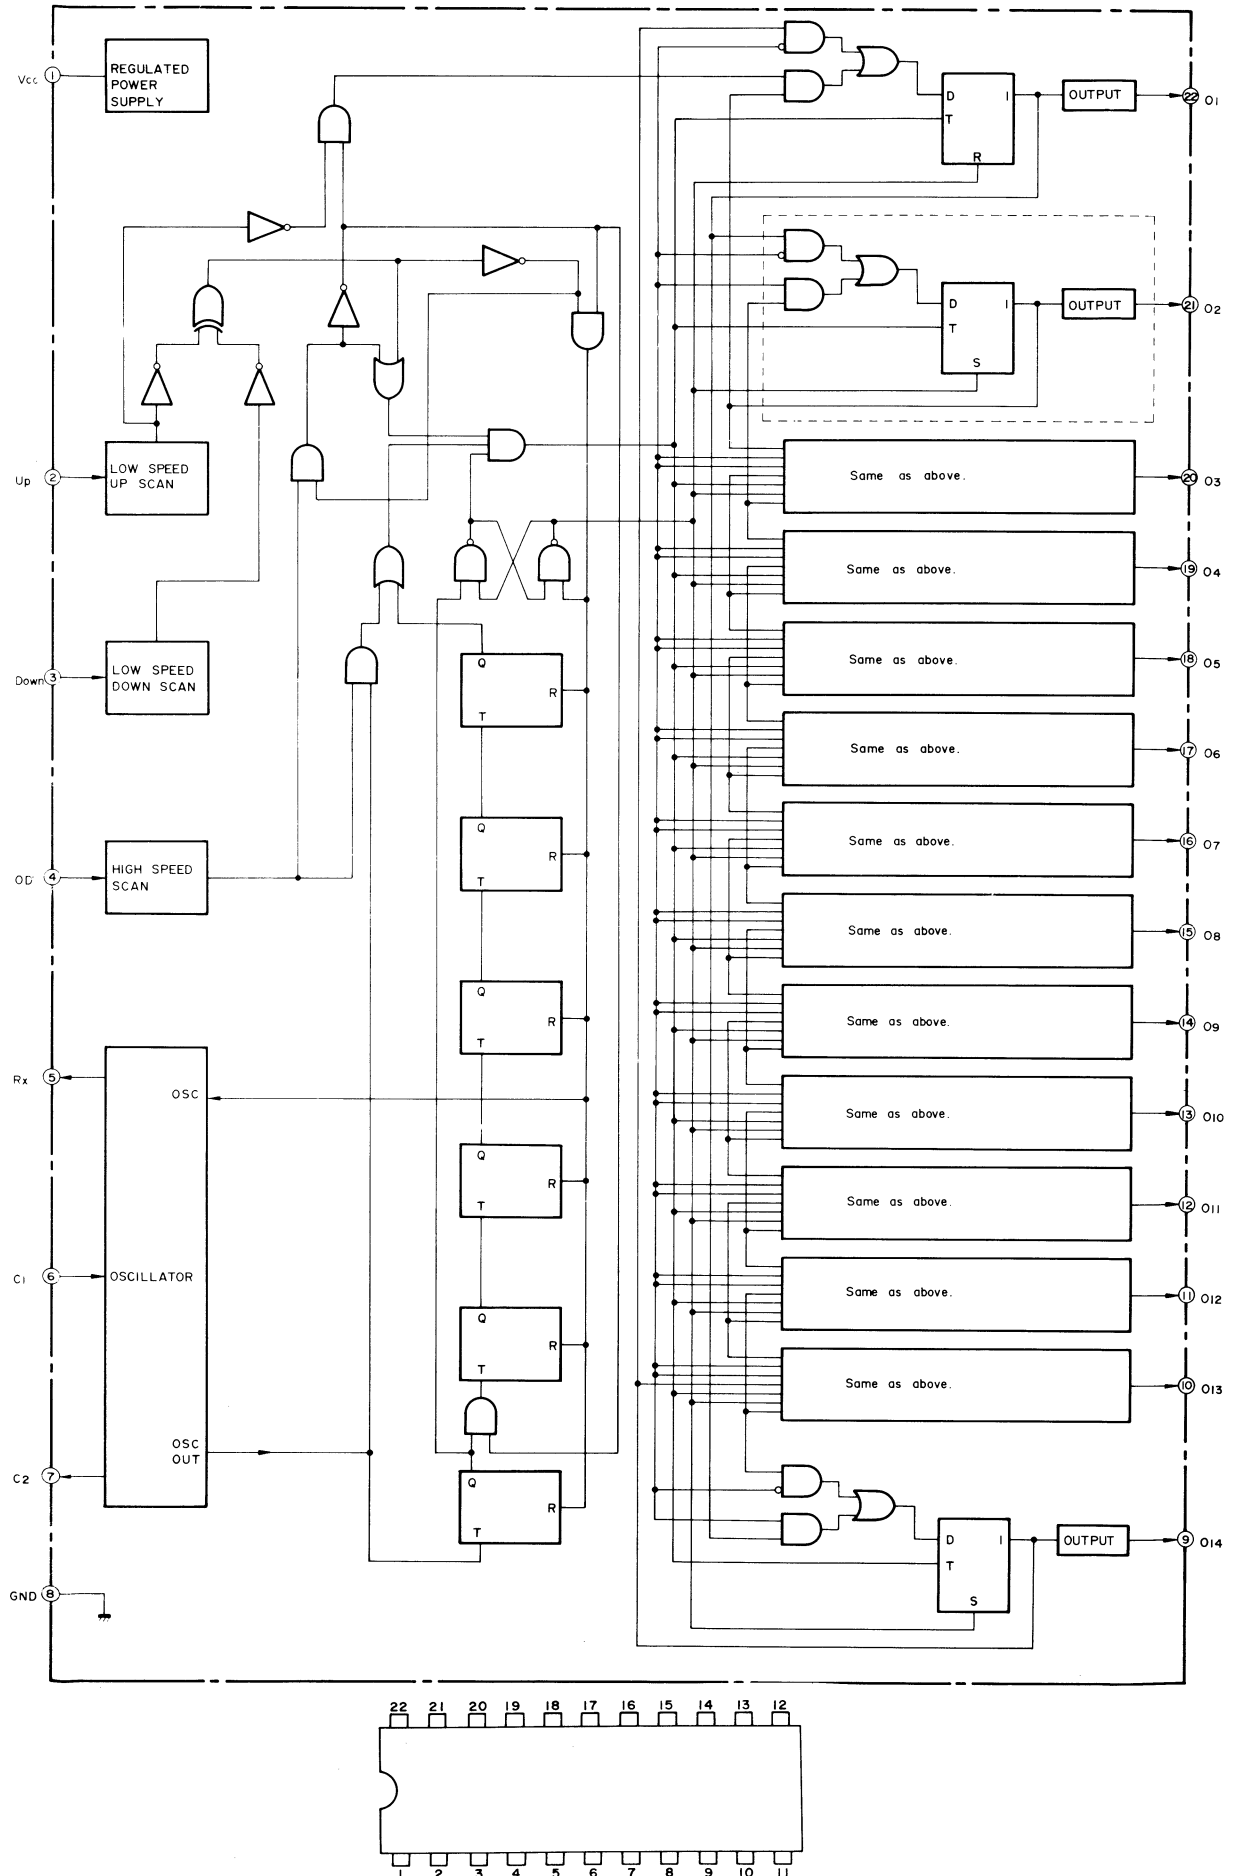 Vcc
1
REGULATED
POWER
SUPPLY
D
I
T
R
OUTPUT
22
O1
D
I
T
S
OUTPUT
21
O2
Up
2
LOW SPEED
UP SCAN
Same as above.
20
O3
Same as above.
19
O4
Down
3
LOW SPEED
DOWN SCAN
Q
R
T
Same as above.
18
O5
Same as above.
17
O6
OD
4
HIGH SPEED
SCAN
Q
R
T
Same as above.
16
O7
Same as above.
15
O8
Rx
5
OSC
Q
R
T
Same as above.
14
O9
Same as above.
13
O10
Q
R
T
Same as above.
12
O11
C1
6
OSCILLATOR
Same as above.
11
O12
Q
R
T
Same as above.
10
O13
OSC
OUT
C2
7
Q
R
T
D
I
T
S
OUTPUT
9
O14
GND
8
22 21 20 19 18 17 16 15 14 13 12
1 2 3 4 5 6 7 8 9 10 11